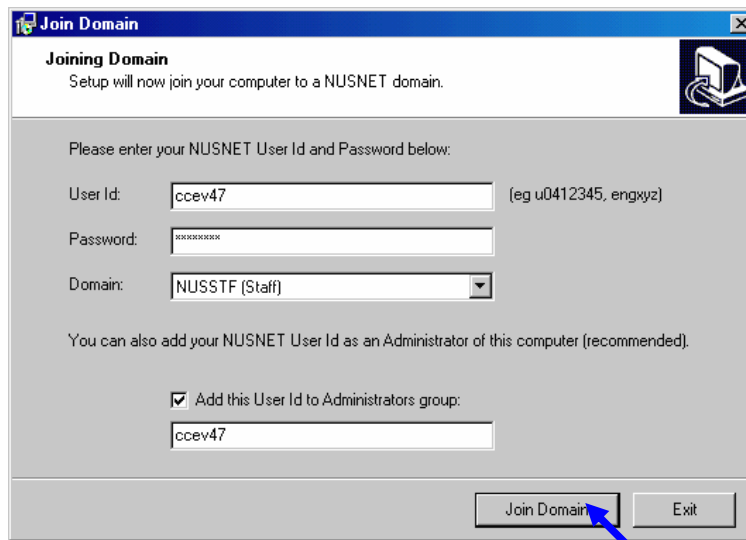 Join Domain
Joining Domain
Setup will now join your computer to a NUSNET domain.
Please enter your NUSNET User Id and Password below:
User Id: ccev47 (eg u0412345, engxyz)
Password: ********
Domain: NUSSTF (Staff)
You can also add your NUSNET User Id as an Administrator of this computer (recommended).
Add this User Id to Administrators group:
ccev47
Join Domain Exit